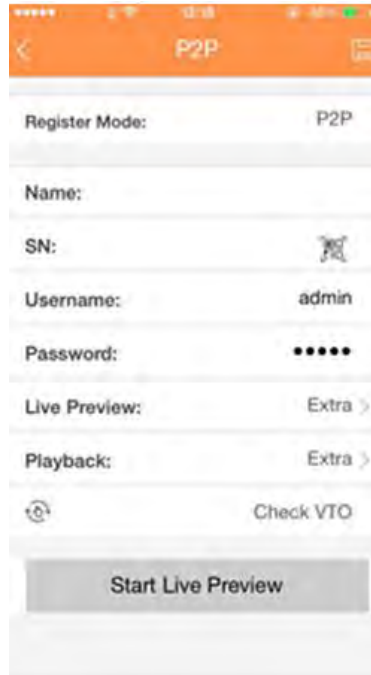 P2P
Register Mode: P2P
Name:
SN:
Username: admin
Password: •••••
Live Preview: Extra >
Playback: Extra >
Check VTO
Start Live Preview